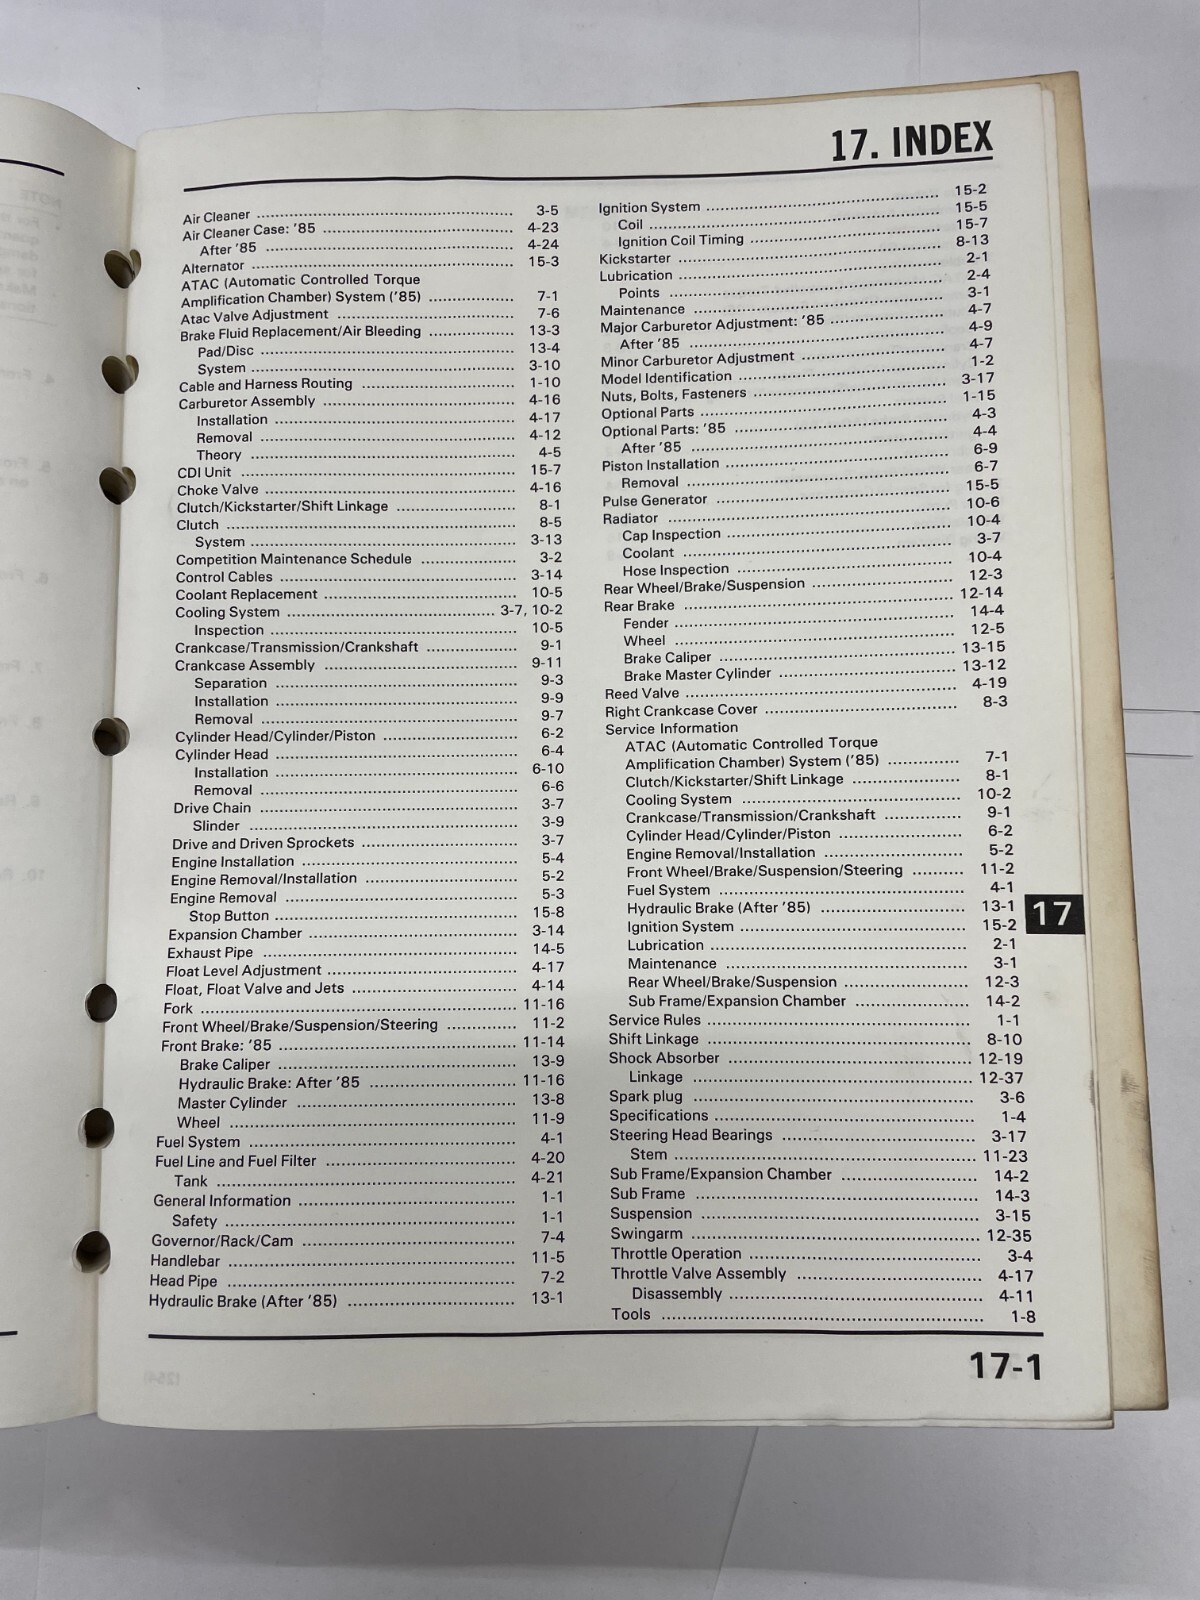 17. INDEX
Air Cleaner ........ 3-5
Air Cleaner Case: '85 ........ 4-23
After '85 ........ 4-24
Alternator ........ 15-3
ATAC (Automatic Controlled Torque
Amplification Chamber) System ('85) ........ 7-1
Atac Valve Adjustment ........ 7-6
Brake Fluid Replacement/Air Bleeding ........ 13-3
Pad/Disc ........ 13-4
System ........ 3-10
Cable and Harness Routing ........ 1-10
Carburetor Assembly ........ 4-16
Installation ........ 4-17
Removal ........ 4-12
Theory ........ 4-5
CDI Unit ........ 15-7
Choke Valve ........ 4-16
Clutch/Kickstarter/Shift Linkage ........ 8-1
Clutch ........ 8-5
System ........ 3-13
Competition Maintenance Schedule ........ 3-2
Control Cables ........ 3-14
Coolant Replacement ........ 10-5
Cooling System ........ 3-7, 10-2
Inspection ........ 10-5
Crankcase/Transmission/Crankshaft ........ 9-1
Crankcase Assembly ........ 9-11
Separation ........ 9-3
Installation ........ 9-9
Removal ........ 9-7
Cylinder Head/Cylinder/Piston ........ 6-2
Cylinder Head ........ 6-4
Installation ........ 6-10
Removal ........ 6-6
Drive Chain ........ 3-7
Slinder ........ 3-9
Drive and Driven Sprockets ........ 3-7
Engine Installation ........ 5-4
Engine Removal/Installation ........ 5-2
Engine Removal ........ 5-3
Stop Button ........ 15-8
Expansion Chamber ........ 3-14
Exhaust Pipe ........ 14-5
Float Level Adjustment ........ 4-17
Float, Float Valve and Jets ........ 4-14
Fork ........ 11-16
Front Wheel/Brake/Suspension/Steering ........ 11-2
Front Brake: '85 ........ 11-14
Brake Caliper ........ 13-9
Hydraulic Brake: After '85 ........ 11-16
Master Cylinder ........ 13-8
Wheel ........ 11-9
Fuel System ........ 4-1
Fuel Line and Fuel Filter ........ 4-20
Tank ........ 4-21
General Information ........ 1-1
Safety ........ 1-1
Governor/Rack/Cam ........ 7-4
Handlebar ........ 11-5
Head Pipe ........ 7-2
Hydraulic Brake (After '85) ........ 13-1
Ignition System ........ 15-2
Coil ........ 15-5
Ignition Coil Timing ........ 15-7
Kickstarter ........ 8-13
Lubrication ........ 2-1
Points ........ 2-4
Maintenance ........ 3-1
Major Carburetor Adjustment: '85 ........ 4-7
After '85 ........ 4-9
Minor Carburetor Adjustment ........ 4-7
Model Identification ........ 1-2
Nuts, Bolts, Fasteners ........ 3-17
Optional Parts ........ 1-15
Optional Parts: '85 ........ 4-3
After '85 ........ 4-4
Piston Installation ........ 6-9
Removal ........ 6-7
Pulse Generator ........ 15-5
Radiator ........ 10-6
Cap Inspection ........ 10-4
Coolant ........ 3-7
Hose Inspection ........ 10-4
Rear Wheel/Brake/Suspension ........ 12-3
Rear Brake ........ 12-14
Fender ........ 14-4
Wheel ........ 12-5
Brake Caliper ........ 13-15
Brake Master Cylinder ........ 13-12
Reed Valve ........ 4-19
Right Crankcase Cover ........ 8-3
Service Information
ATAC (Automatic Controlled Torque
Amplification Chamber) System ('85) ........ 7-1
Clutch/Kickstarter/Shift Linkage ........ 8-1
Cooling System ........ 10-2
Crankcase/Transmission/Crankshaft ........ 9-1
Cylinder Head/Cylinder/Piston ........ 6-2
Engine Removal/Installation ........ 5-2
Front Wheel/Brake/Suspension/Steering ........ 11-2
Fuel System ........ 4-1
Hydraulic Brake (After '85) ........ 13-1
Ignition System ........ 15-2
Lubrication ........ 2-1
Maintenance ........ 3-1
Rear Wheel/Brake/Suspension ........ 12-3
Sub Frame/Expansion Chamber ........ 14-2
Service Rules ........ 1-1
Shift Linkage ........ 8-10
Shock Absorber ........ 12-19
Linkage ........ 12-37
Spark plug ........ 3-6
Specifications ........ 1-4
Steering Head Bearings ........ 3-17
Stem ........ 11-23
Sub Frame/Expansion Chamber ........ 14-2
Sub Frame ........ 14-3
Suspension ........ 3-15
Swingarm ........ 12-35
Throttle Operation ........ 3-4
Throttle Valve Assembly ........ 4-17
Disassembly ........ 4-11
Tools ........ 1-8
17
17-1